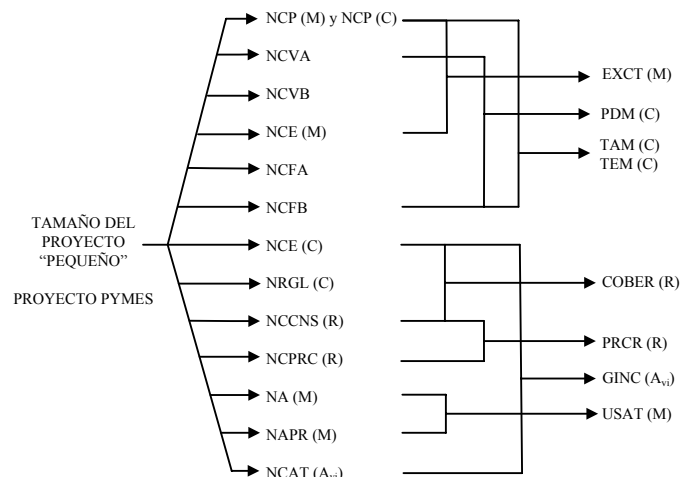 TAMAÑO DEL
PROYECTO
“PEQUEÑO”
PROYECTO PYMES
NCP (M) y NCP (C)
NCVA
NCVB
NCE (M)
NCFA
NCFB
NCE (C)
NRGL (C)
NCCNS (R)
NCPRC (R)
NA (M)
NAPR (M)
NCAT (Avi)
EXCT (M)
PDM (C)
TAM (C)
TEM (C)
COBER (R)
PRCR (R)
GINC (Avi)
USAT (M)